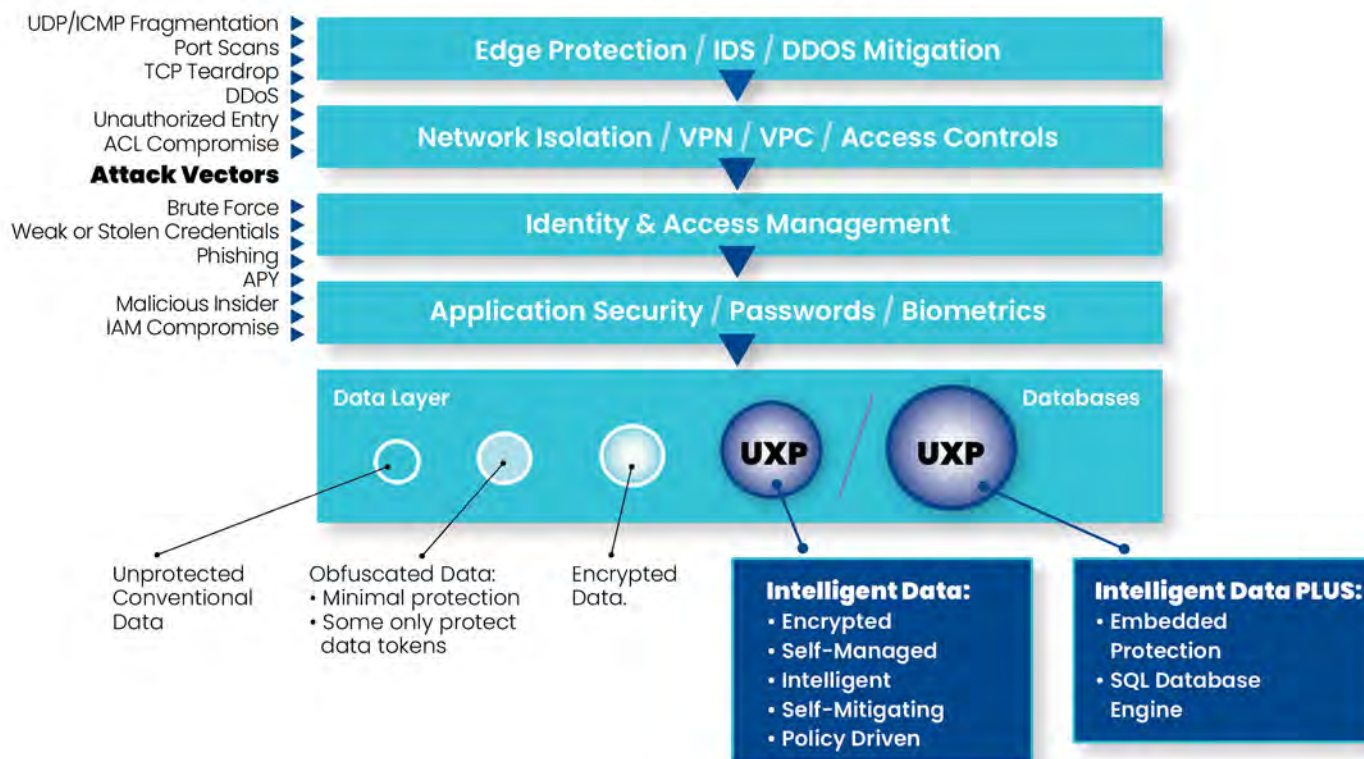 UDP/ICMP Fragmentation
Port Scans
TCP Teardrop
DDoS
Unauthorized Entry
ACL Compromise
Attack Vectors
Brute Force
Weak or Stolen Credentials
Phishing
APY
Malicious Insider
IAM Compromise
Edge Protection / IDS / DDOS Mitigation
Network Isolation / VPN / VPC / Access Controls
Identity & Access Management
Application Security / Passwords / Biometrics
Data Layer
Databases
UXP
UXP
Unprotected
Conventional
Data
Obfuscated Data:
• Minimal protection
• Some only protect
data tokens
Encrypted
Data.
Intelligent Data:
• Encrypted
• Self-Managed
• Intelligent
• Self-Mitigating
• Policy Driven
Intelligent Data PLUS:
• Embedded
Protection
• SQL Database
Engine